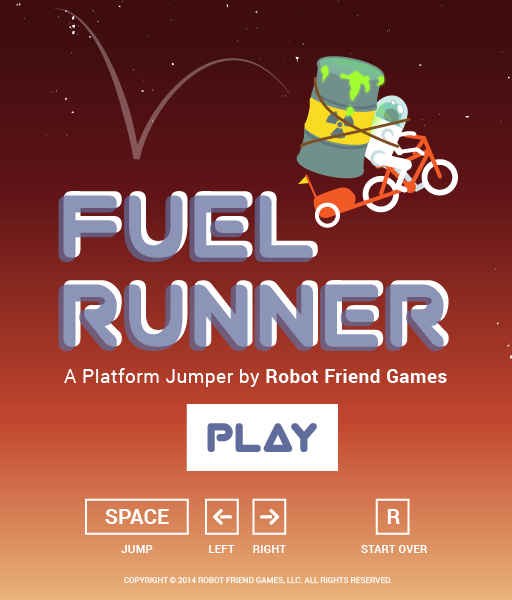 FUEL
RUNNER
A Platform Jumper by Robot Friend Games
PLAY
SPACE ← → R
JUMP LEFT RIGHT START OVER
COPYRIGHT © 2014 ROBOT FRIEND GAMES, LLC. ALL RIGHTS RESERVED.